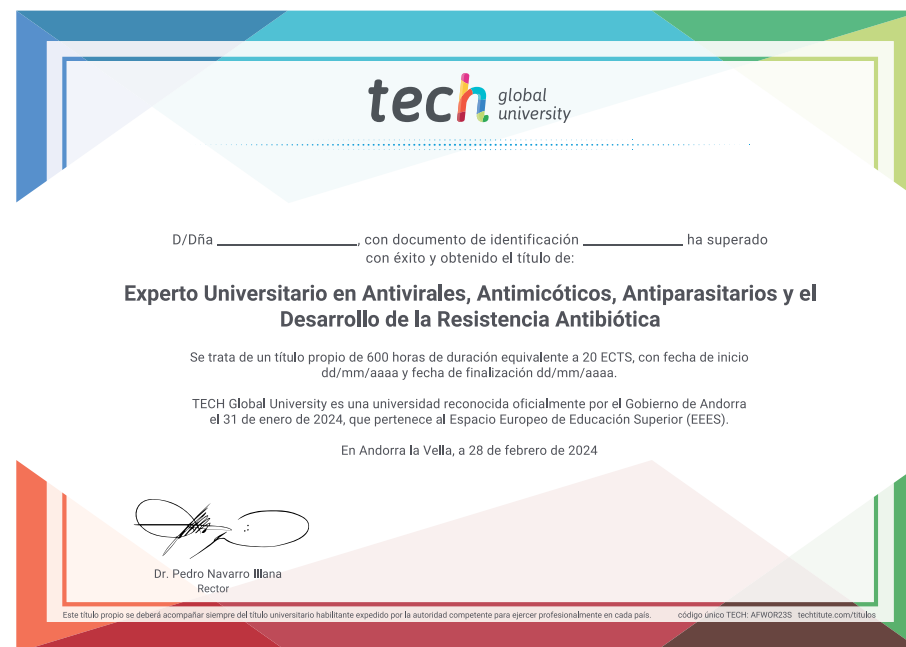 tech global university
D/Dña ____________________, con documento de identificación ______________ ha superado
con éxito y obtenido el título de:
Experto Universitario en Antivirales, Antimicóticos, Antiparasitarios y el
Desarrollo de la Resistencia Antibiótica
Se trata de un título propio de 600 horas de duración equivalente a 20 ECTS, con fecha de inicio
dd/mm/aaaa y fecha de finalización dd/mm/aaaa.
TECH Global University es una universidad reconocida oficialmente por el Gobierno de Andorra
el 31 de enero de 2024, que pertenece al Espacio Europeo de Educación Superior (EEES).
En Andorra la Vella, a 28 de febrero de 2024
Dr. Pedro Navarro Illana
Rector
Este título propio se deberá acompañar siempre del título universitario habilitante expedido por la autoridad competente para ejercer profesionalmente en cada país. código único TECH: AFWOR23S techtitute.com/titulos